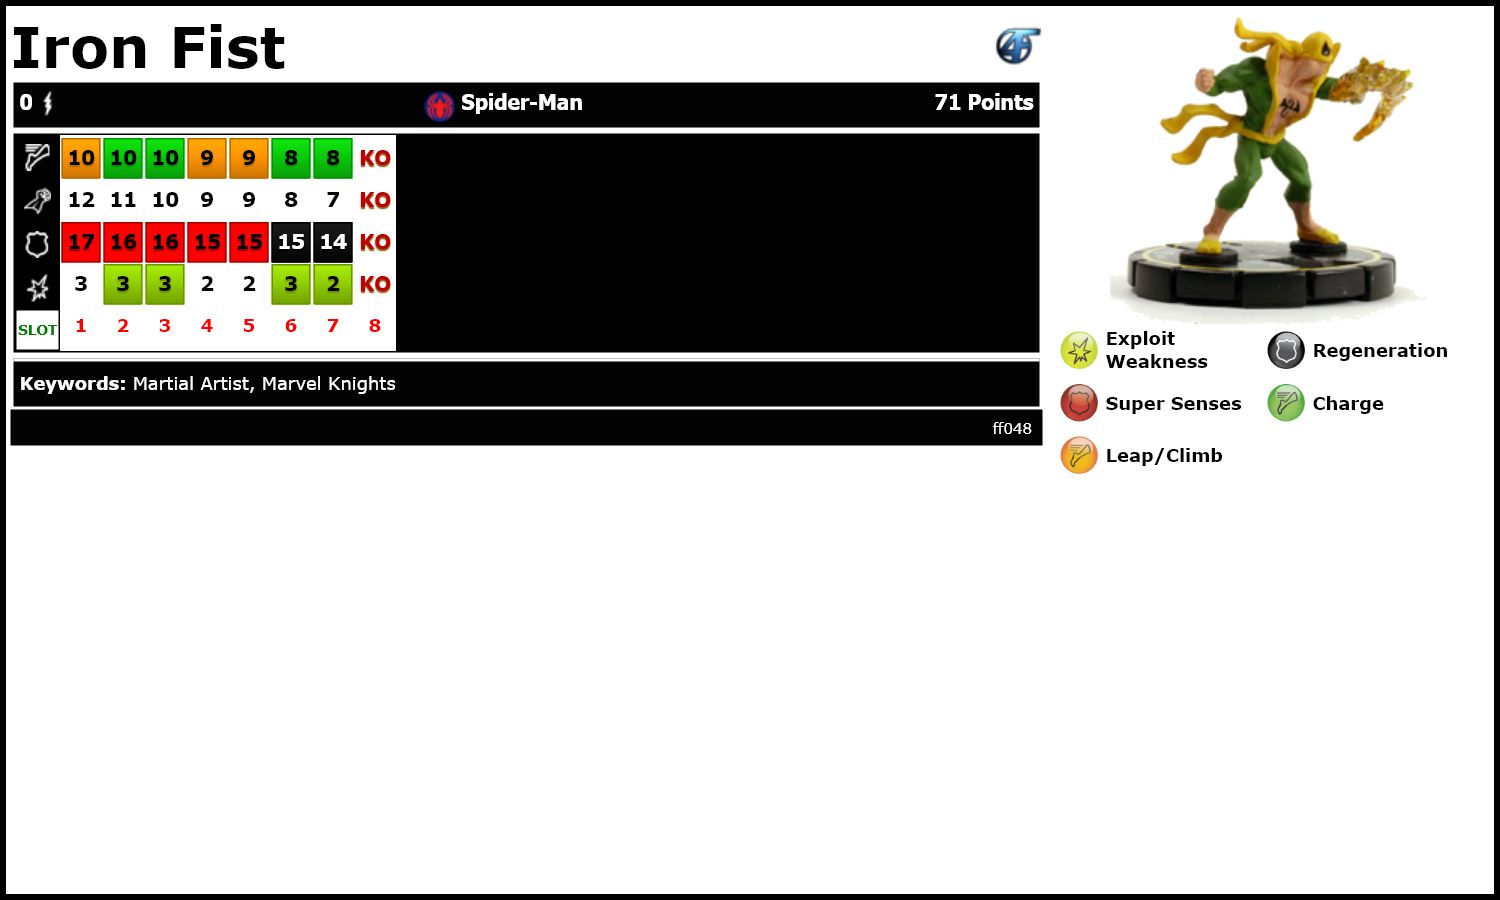 Iron Fist
0 Spider-Man 71 Points
10 10 10 9 9 8 8 KO
12 11 10 9 9 8 7 KO
17 16 16 15 15 15 14 KO
3 3 3 2 2 3 2 KO
SLOT 1 2 3 4 5 6 7 8
Keywords: Martial Artist, Marvel Knights
ff048
Exploit
Weakness
Regeneration
Super Senses
Charge
Leap/Climb